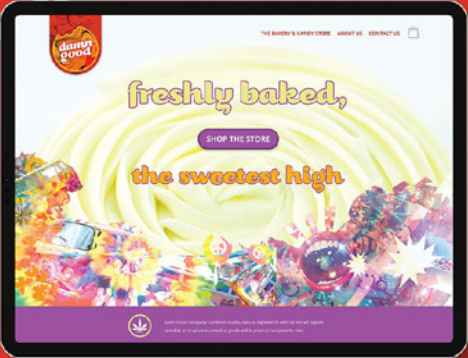 damn
good
THE BAKERY & CANDY STORE   ABOUT US   CONTACT US
freshly baked,
SHOP THE STORE
the sweetest high